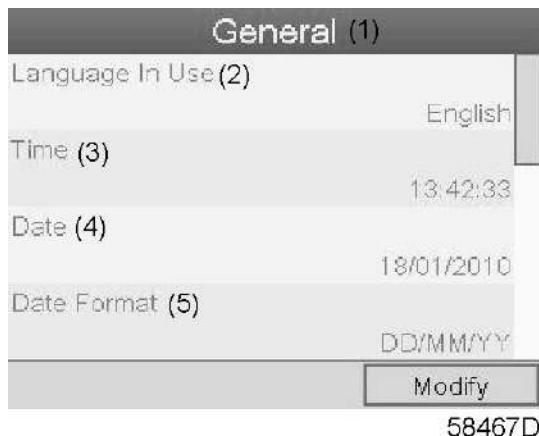 General (1)
Language In Use (2)
English
Time (3)
13:42:33
Date (4)
18/01/2010
Date Format (5)
DD/MM/YY
Modify
58467D